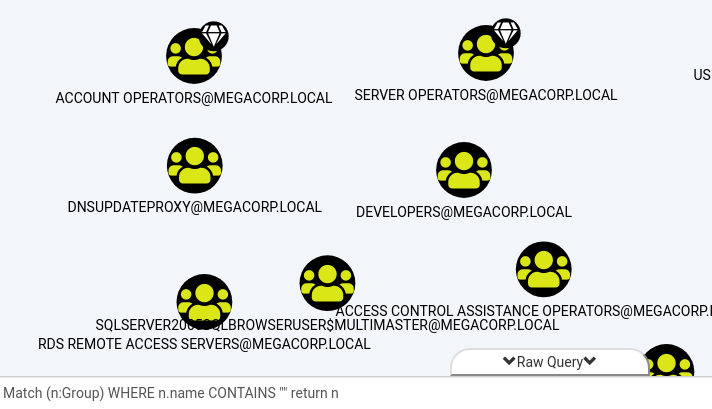 ACCOUNT OPERATORS@MEGACORP.LOCAL
SERVER OPERATORS@MEGACORP.LOCAL
US
DNSUPDATEPROXY@MEGACORP.LOCAL
DEVELOPERS@MEGACORP.LOCAL
ACCESS CONTROL ASSISTANCE OPERATORS@MEGACORP.L
SQLSERVER2005SQLBROWSERUSER$MULTIMASTER@MEGACORP.LOCAL
RDS REMOTE ACCESS SERVERS@MEGACORP.LOCAL
Raw Query
Match (n:Group) WHERE n.name CONTAINS "" return n